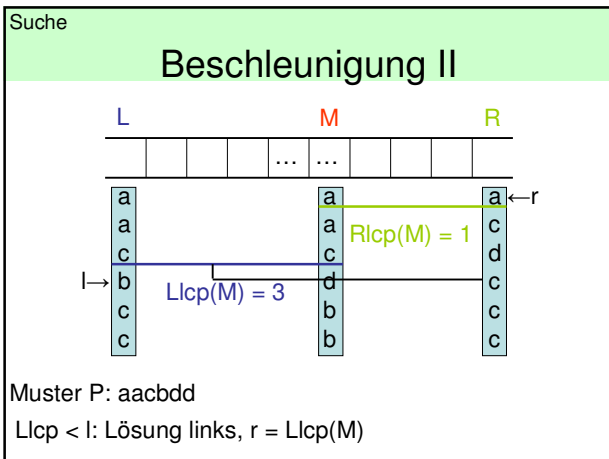 Suche
Beschleunigung II
L M R
... ...
a a a ←r
a a c
Rlcp(M) = 1
c c d
l→ b d c
Llcp(M) = 3
c b c
c b c
Muster P: aacbdd
Llcp < l: Lösung links, r = Llcp(M)